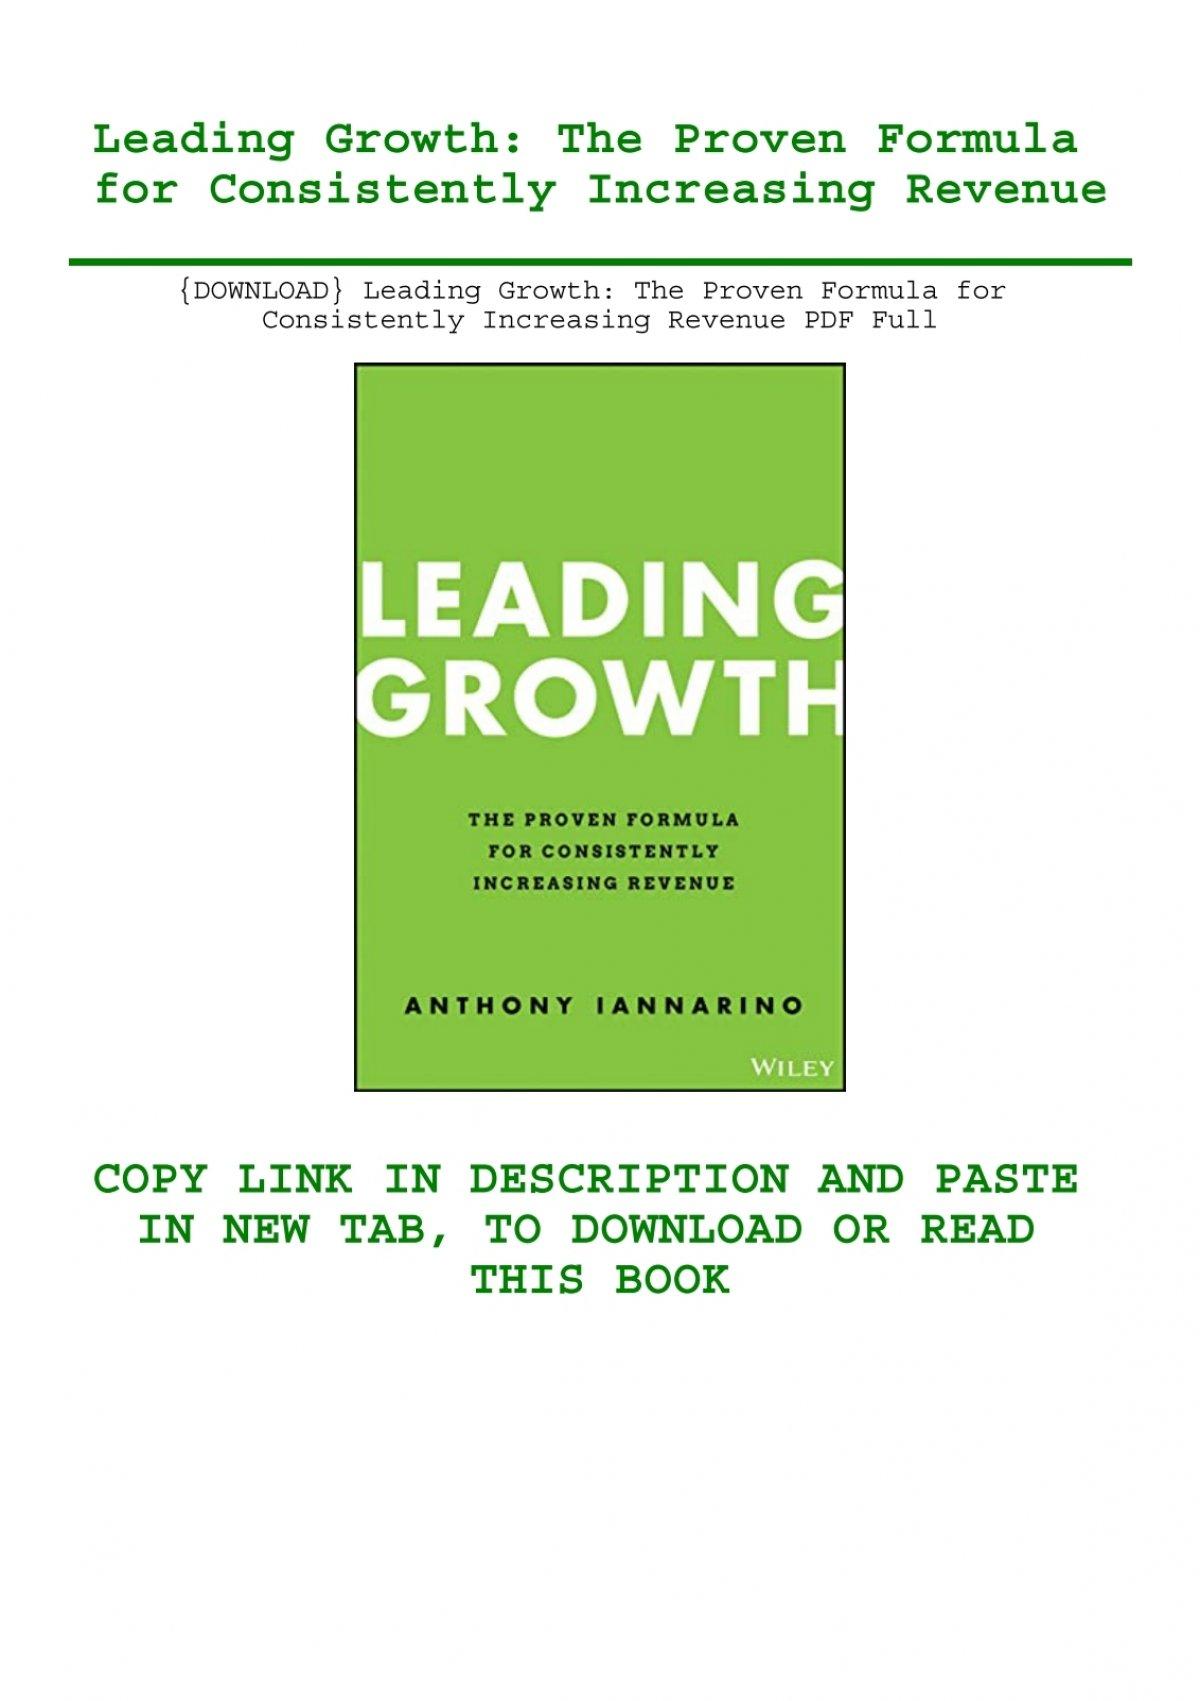 Leading Growth: The Proven Formula
for Consistently Increasing Revenue
{DOWNLOAD} Leading Growth: The Proven Formula for
Consistently Increasing Revenue PDF Full
LEADING
GROWTH
THE PROVEN FORMULA
FOR CONSISTENTLY
INCREASING REVENUE
ANTHONY IANNARINO
WILEY
COPY LINK IN DESCRIPTION AND PASTE
IN NEW TAB, TO DOWNLOAD OR READ
THIS BOOK